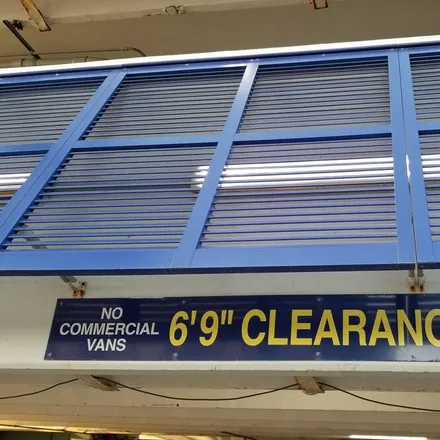 NO
COMMERCIAL
VANS
6'9" CLEARANC